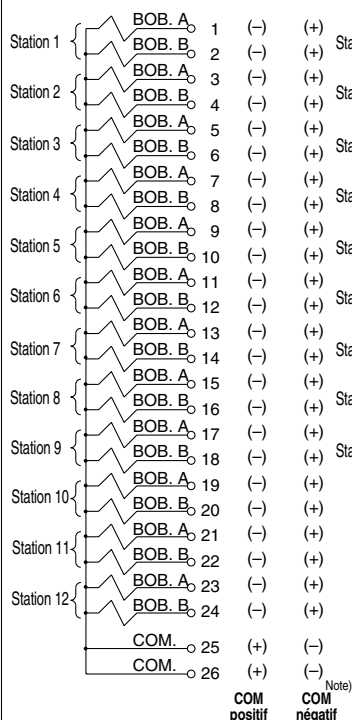 Station 1 BOB. A 1 (–) (+)
BOB. B 2 (–) (+)
Station 2 BOB. A 3 (–) (+)
BOB. B 4 (–) (+)
Station 3 BOB. A 5 (–) (+)
BOB. B 6 (–) (+)
Station 4 BOB. A 7 (–) (+)
BOB. B 8 (–) (+)
Station 5 BOB. A 9 (–) (+)
BOB. B 10 (–) (+)
Station 6 BOB. A 11 (–) (+)
BOB. B 12 (–) (+)
Station 7 BOB. A 13 (–) (+)
BOB. B 14 (–) (+)
Station 8 BOB. A 15 (–) (+)
BOB. B 16 (–) (+)
Station 9 BOB. A 17 (–) (+)
BOB. B 18 (–) (+)
Station 10 BOB. A 19 (–) (+)
BOB. B 20 (–) (+)
Station 11 BOB. A 21 (–) (+)
BOB. B 22 (–) (+)
Station 12 BOB. A 23 (–) (+)
BOB. B 24 (–) (+)
COM. 25 (+) (–)
COM. 26 (+) (–) Note)
COM COM
positif négatif